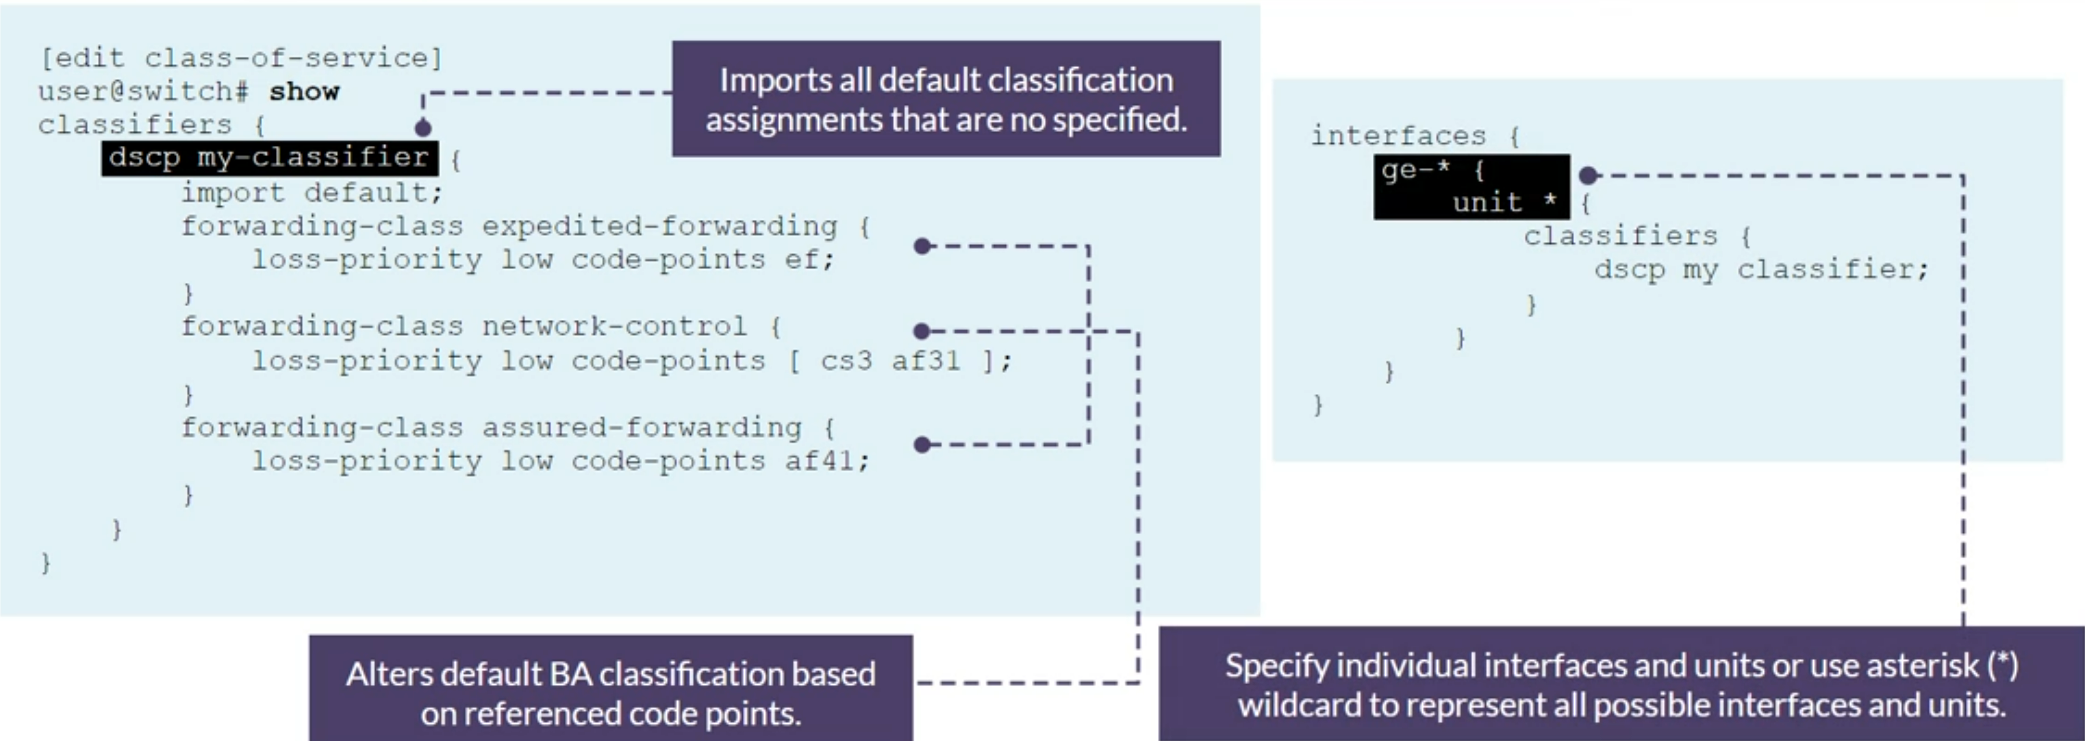 [edit class-of-service]
user@switch# show
classifiers {
dscp my-classifier {
import default;
forwarding-class expedited-forwarding {
loss-priority low code-points ef;
}
forwarding-class network-control {
loss-priority low code-points [ cs3 af31 ];
}
forwarding-class assured-forwarding {
loss-priority low code-points af41;
}
}
}
Imports all default classification
assignments that are no specified.
Alters default BA classification based
on referenced code points.
interfaces {
ge-* {
unit * {
classifiers {
dscp my classifier;
}
}
}
}
Specify individual interfaces and units or use asterisk (*)
wildcard to represent all possible interfaces and units.